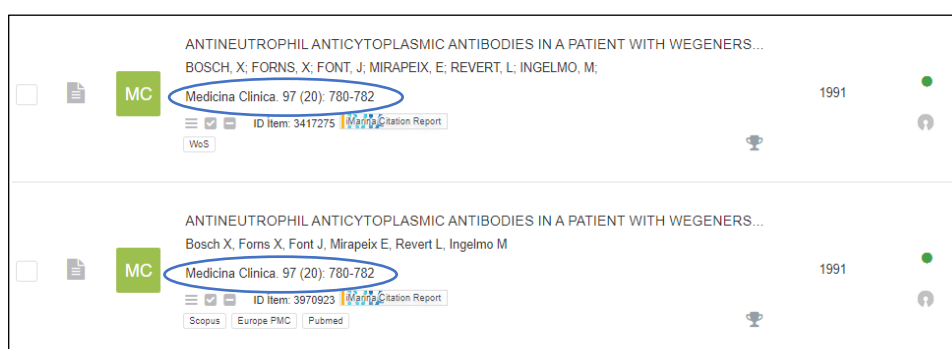 ANTINEUTROPHIL ANTICYTOPLASMIC ANTIBODIES IN A PATIENT WITH WEGENERS...
BOSCH, X; FORNS, X; FONT, J; MIRAPEIX, E; REVERT, L; INGELMO, M;
MC
Medicina Clinica. 97 (20): 780-782
1991
ID Item: 3417275 iMarina Citation Report
WoS
ANTINEUTROPHIL ANTICYTOPLASMIC ANTIBODIES IN A PATIENT WITH WEGENERS...
Bosch X, Forns X, Font J, Mirapeix E, Revert L, Ingelmo M
MC
Medicina Clinica. 97 (20): 780-782
1991
ID Item: 3970923 iMarina Citation Report
Scopus Europe PMC Pubmed